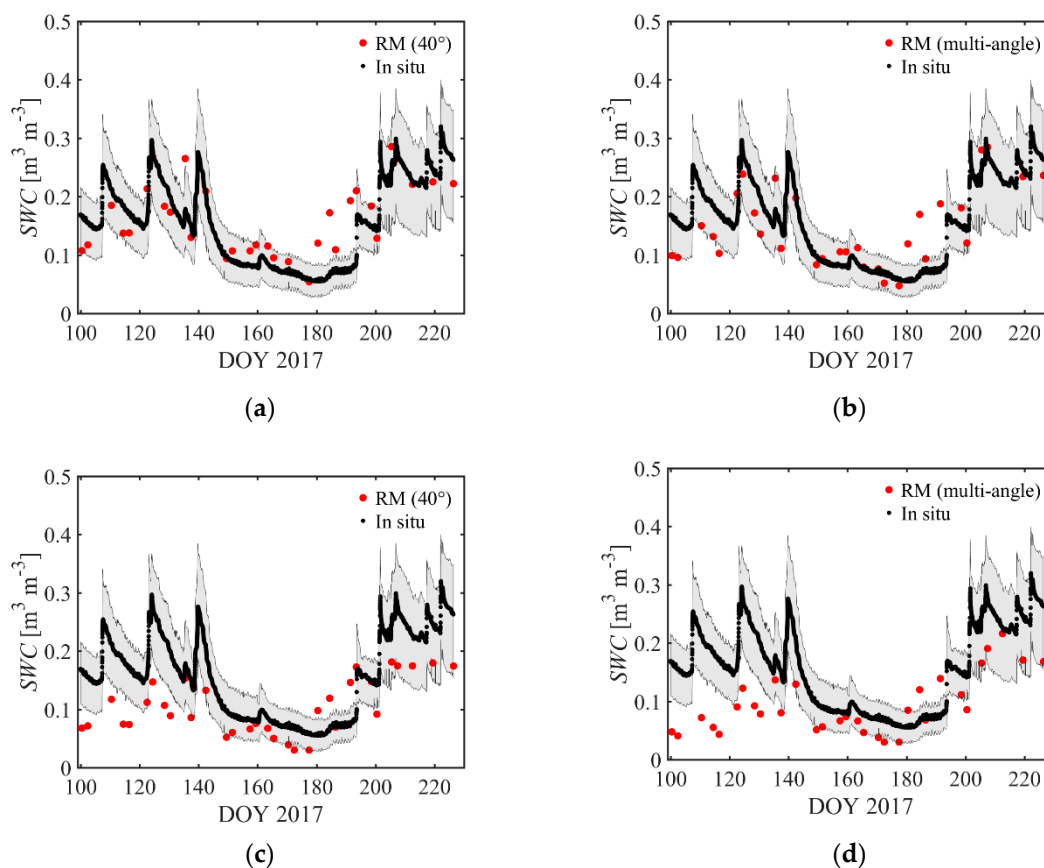 0.5
0.4
0.3
0.2
0.1
0
SWC [m³ m⁻³]
RM (40°)
In situ
100 120 140 160 180 200 220
DOY 2017
(a)
0.5
0.4
0.3
0.2
0.1
0
SWC [m³ m⁻³]
RM (multi-angle)
In situ
100 120 140 160 180 200 220
DOY 2017
(b)
0.5
0.4
0.3
0.2
0.1
0
SWC [m³ m⁻³]
RM (40°)
In situ
100 120 140 160 180 200 220
DOY 2017
(c)
0.5
0.4
0.3
0.2
0.1
0
SWC [m³ m⁻³]
RM (multi-angle)
In situ
100 120 140 160 180 200 220
DOY 2017
(d)